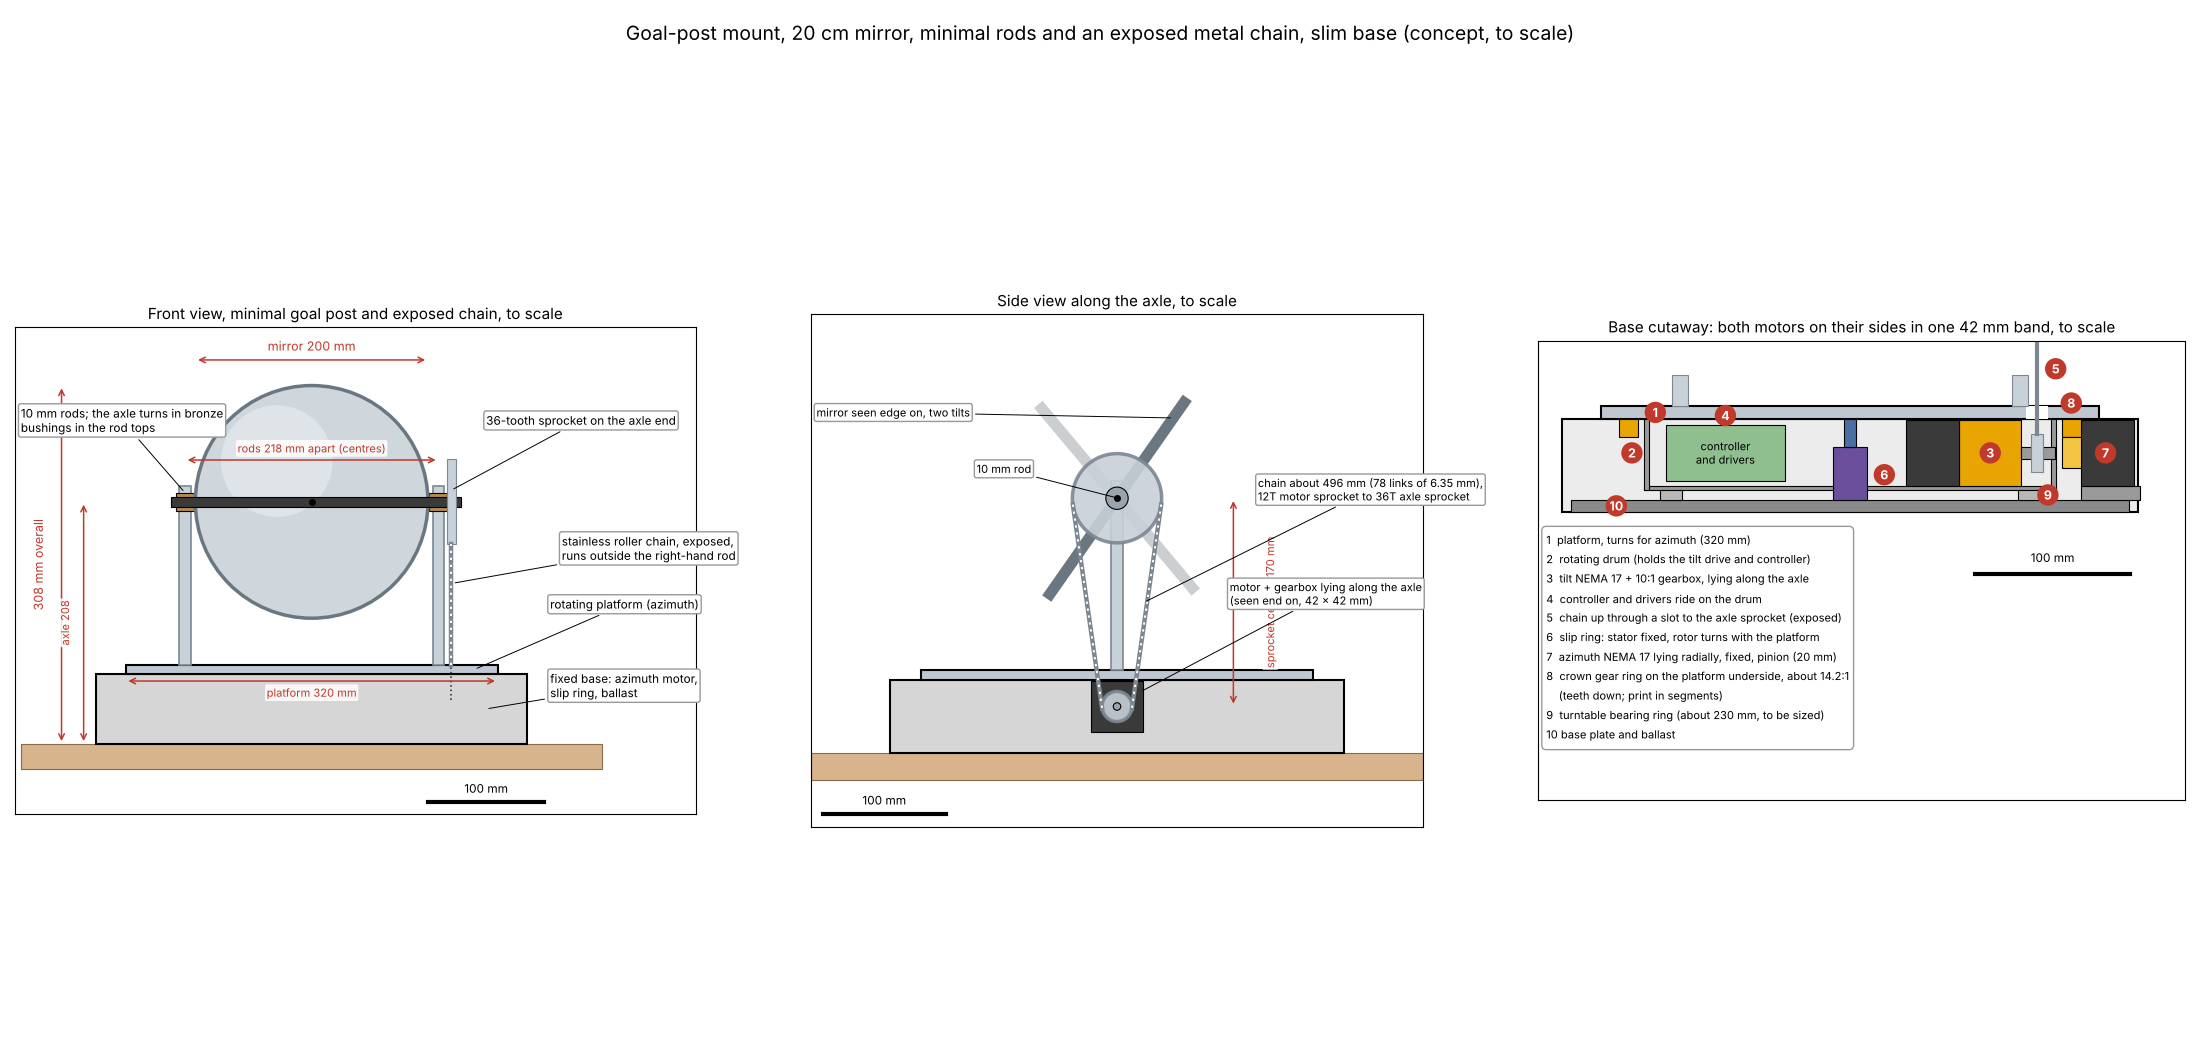 Goal-post mount, 20 cm mirror, minimal rods and an exposed metal chain, slim base (concept, to scale)
Front view, minimal goal post and exposed chain, to scale
mirror 200 mm
10 mm rods; the axle turns in bronze
bushings in the rod tops
36-tooth sprocket on the axle end
rods 218 mm apart (centres)
stainless roller chain, exposed,
runs outside the right-hand rod
308 mm overall
axle 208
rotating platform (azimuth)
fixed base: azimuth motor,
slip ring, ballast
platform 320 mm
100 mm
Side view along the axle, to scale
mirror seen edge on, two tilts
10 mm rod
chain about 496 mm (78 links of 6.35 mm),
12T motor sprocket to 36T axle sprocket
170 mm
motor + gearbox lying along the axle
(seen end on, 42 × 42 mm)
sprocket
100 mm
Base cutaway: both motors on their sides in one 42 mm band, to scale
5
8
1
4
controller
and drivers
2
3
7
6
9
10
1 platform, turns for azimuth (320 mm)
2 rotating drum (holds the tilt drive and controller)
3 tilt NEMA 17 + 10:1 gearbox, lying along the axle
4 controller and drivers ride on the drum
5 chain up through a slot to the axle sprocket (exposed)
6 slip ring: stator fixed, rotor turns with the platform
7 azimuth NEMA 17 lying radially, fixed, pinion (20 mm)
8 crown gear ring on the platform underside, about 14.2:1
(teeth down; print in segments)
9 turntable bearing ring (about 230 mm, to be sized)
10 base plate and ballast
100 mm